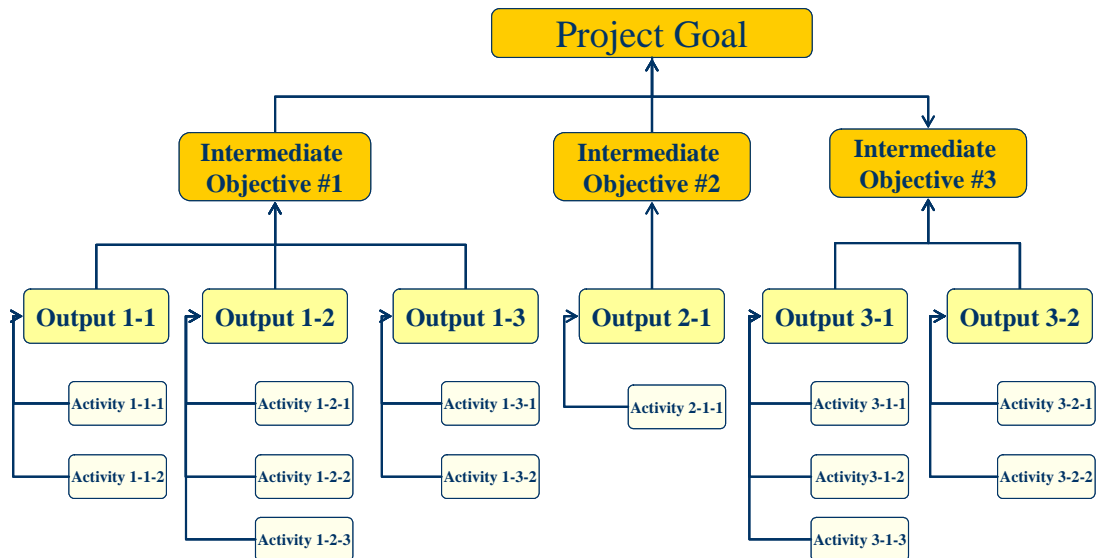 Project Goal
Intermediate
Objective #1
Intermediate
Objective #2
Intermediate
Objective #3
Output 1-1
Output 1-2
Output 1-3
Output 2-1
Output 3-1
Output 3-2
Activity 1-1-1
Activity 1-2-1
Activity 1-3-1
Activity 2-1-1
Activity 3-1-1
Activity 3-2-1
Activity 1-1-2
Activity 1-2-2
Activity 1-3-2
Activity3-1-2
Activity 3-2-2
Activity 1-2-3
Activity 3-1-3